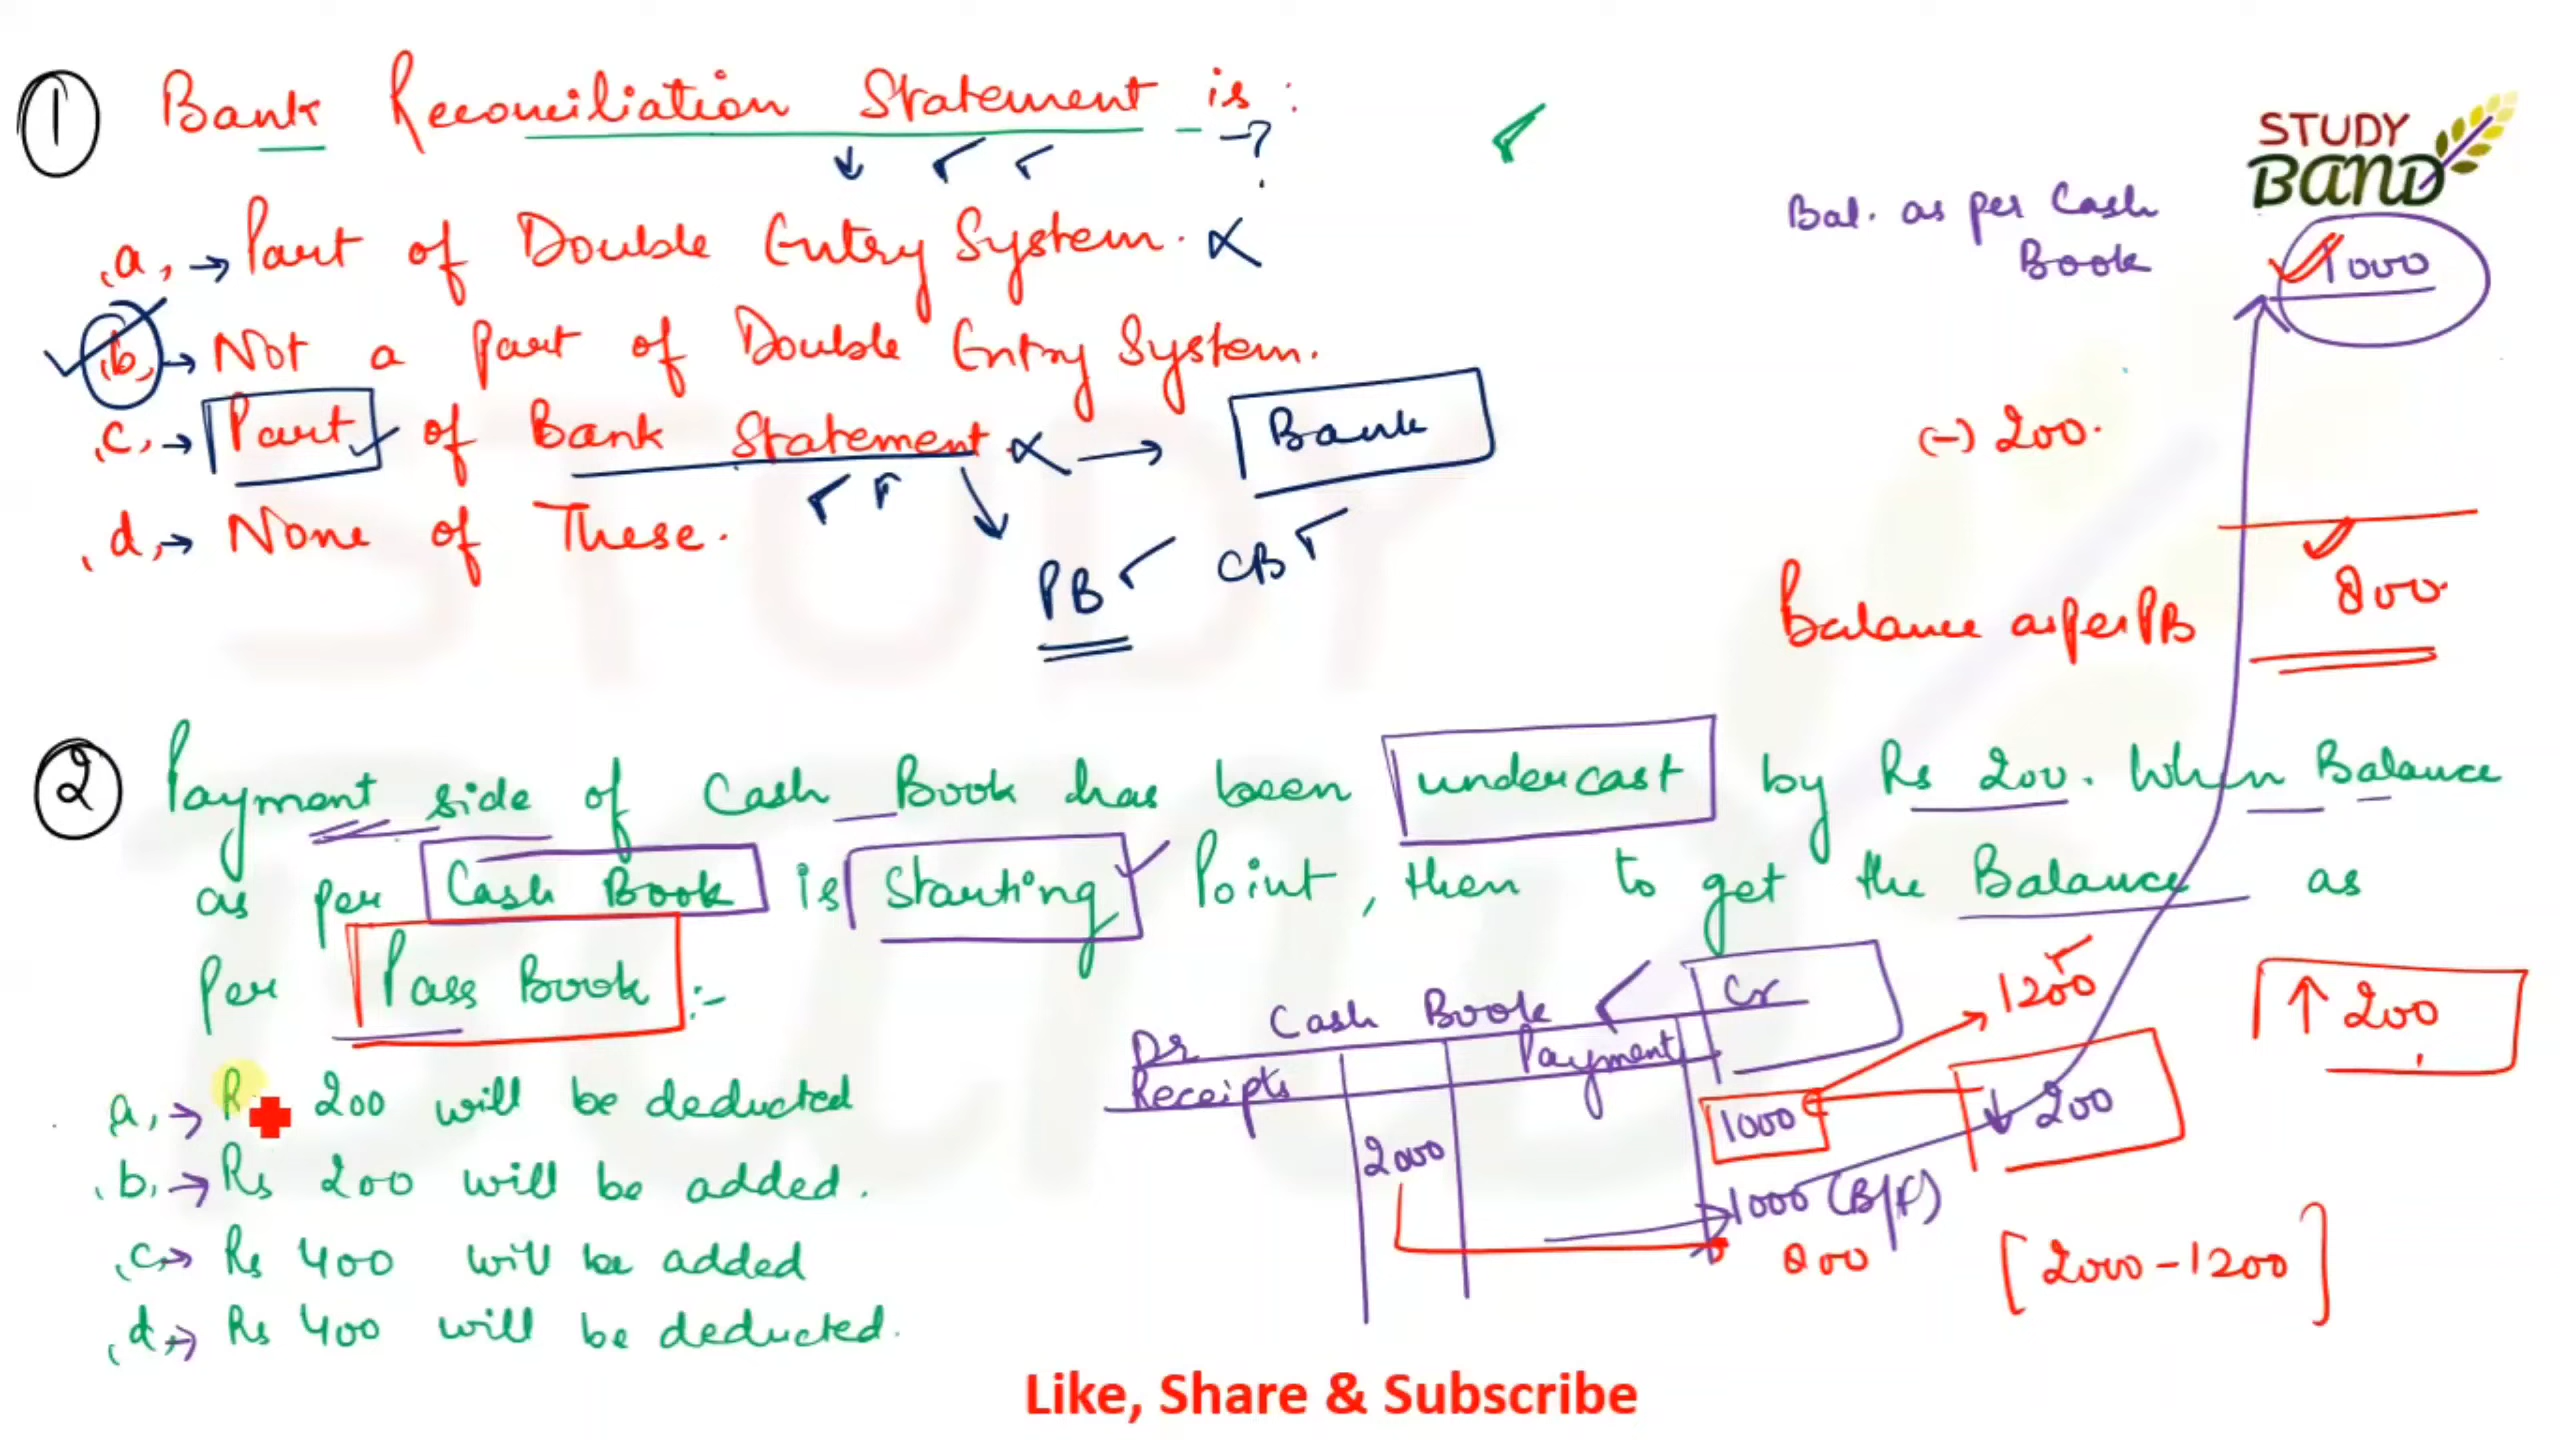 1 Bank Reconciliation Statement is :
(a) → Part of Double Entry System.
(b) → Not a Part of Double Entry System.
(c) → Part of Bank Statement → Bank
(d) → None of These.
PB CB
STUDY
BAND
Bal. as per Cash
Book 1000
(-) 200.
Balance as per PB 800.
2 Payment side of Cash Book has been undercast by Rs 200. When Balance
as per Cash Book is Starting Point, then to get the Balance as
Per Pass Book :-
(a) → R 200 will be deducted
(b) → Rs 200 will be added.
(c) → Rs 400 will be added
(d) → Rs 400 will be deducted.
Cash Book
Dr Cr
Receipts Payment
2000 1000 → 1200
↓ 200
↑ 200
1000 (B/F)
800 [2000-1200]
Like, Share & Subscribe
STUDY
Band